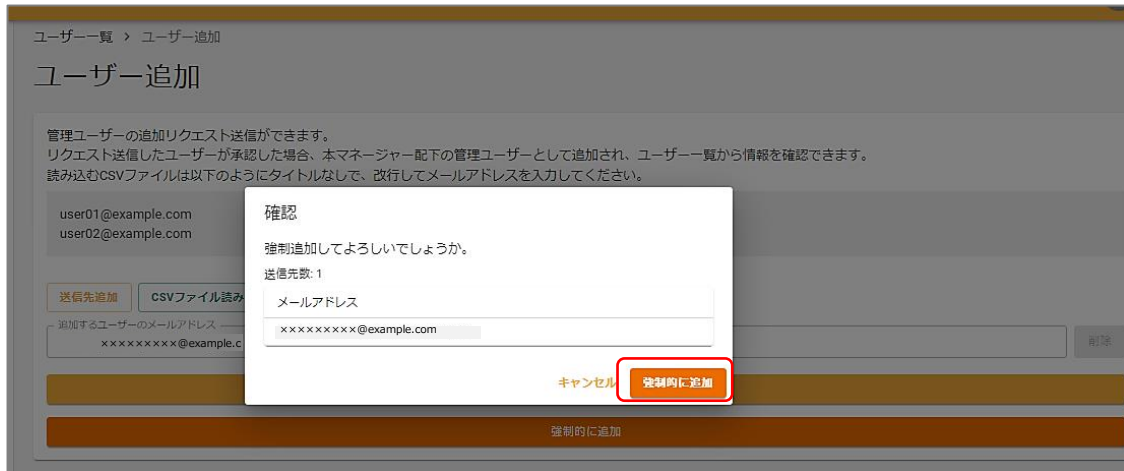 ユーザー一覧 > ユーザー追加
ユーザー追加
管理ユーザーの追加リクエスト送信ができます。
リクエスト送信したユーザーが承認した場合、本マネージャー配下の管理ユーザーとして追加され、ユーザー一覧から情報を確認できます。
読み込むCSVファイルは以下のようにタイトルなしで、改行してメールアドレスを入力してください。
user01@example.com
user02@example.com
確認
強制追加してよろしいでしょうか。
送信先数: 1
メールアドレス
×××××××××@example.com
キャンセル
強制的に追加
送信先追加
CSVファイル読み
追加するユーザーのメールアドレス
×××××××××@example.c
削除
強制的に追加